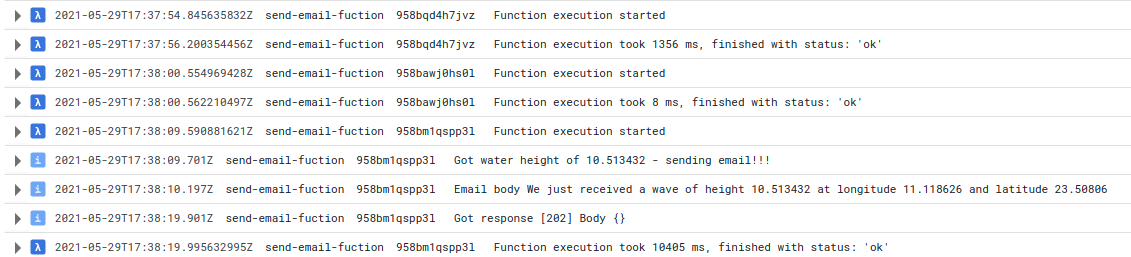 λ 2021-05-29T17:37:54.845635832Z send-email-fuction 958bqd4h7jvz Function execution started
λ 2021-05-29T17:37:56.200354456Z send-email-fuction 958bqd4h7jvz Function execution took 1356 ms, finished with status: 'ok'
λ 2021-05-29T17:38:00.554969428Z send-email-fuction 958bawj0hs0l Function execution started
λ 2021-05-29T17:38:00.562210497Z send-email-fuction 958bawj0hs0l Function execution took 8 ms, finished with status: 'ok'
λ 2021-05-29T17:38:09.590881621Z send-email-fuction 958bm1qspp3l Function execution started
i 2021-05-29T17:38:09.701Z send-email-fuction 958bm1qspp3l Got water height of 10.513432 - sending email!!!
i 2021-05-29T17:38:10.197Z send-email-fuction 958bm1qspp3l Email body We just received a wave of height 10.513432 at longitude 11.118626 and latitude 23.50806
i 2021-05-29T17:38:19.901Z send-email-fuction 958bm1qspp3l Got response [202] Body {}
λ 2021-05-29T17:38:19.995632995Z send-email-fuction 958bm1qspp3l Function execution took 10405 ms, finished with status: 'ok'